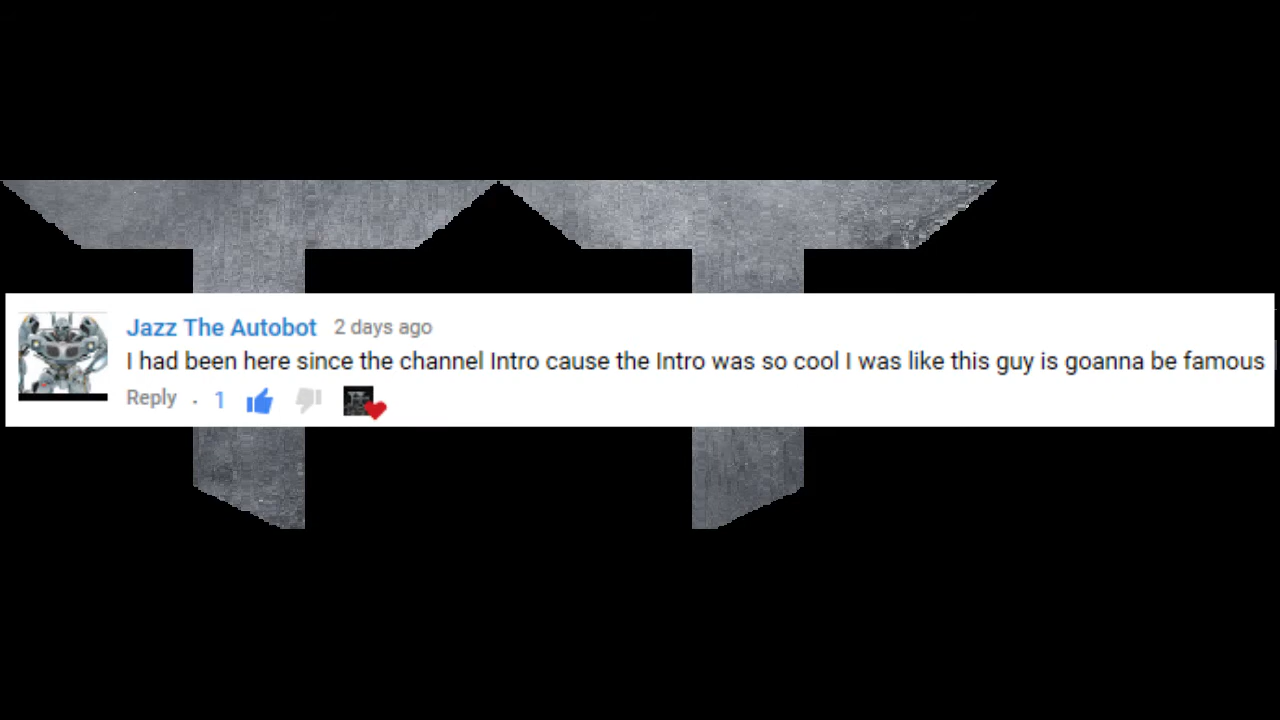 TT
Jazz The Autobot 2 days ago
I had been here since the channel Intro cause the Intro was so cool I was like this guy is goanna be famous
Reply · 1